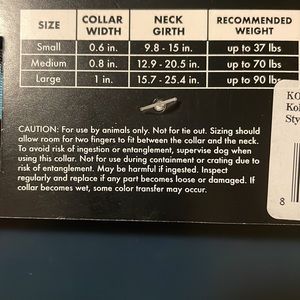 SIZE COLLAR WIDTH NECK GIRTH RECOMMENDED WEIGHT
Small 0.6 in. 9.8 - 15 in. up to 37 lbs
Medium 0.8 in. 12.9 - 20.5 in. up to 70 lbs
Large 1 in. 15.7 - 25.4 in. up to 90 lbs
CAUTION: For use by animals only. Not for tie out. Sizing should
allow room for two fingers to fit between the collar and the neck.
To avoid risk of ingestion or entanglement, supervise dog when
using this collar. Not for use during containment or crating due to
risk of entanglement. May be harmful if ingested. Inspect
regularly and replace if any part becomes loose or damaged. If
collar becomes wet, some color transfer may occur.
KO
Kol
Sty
8